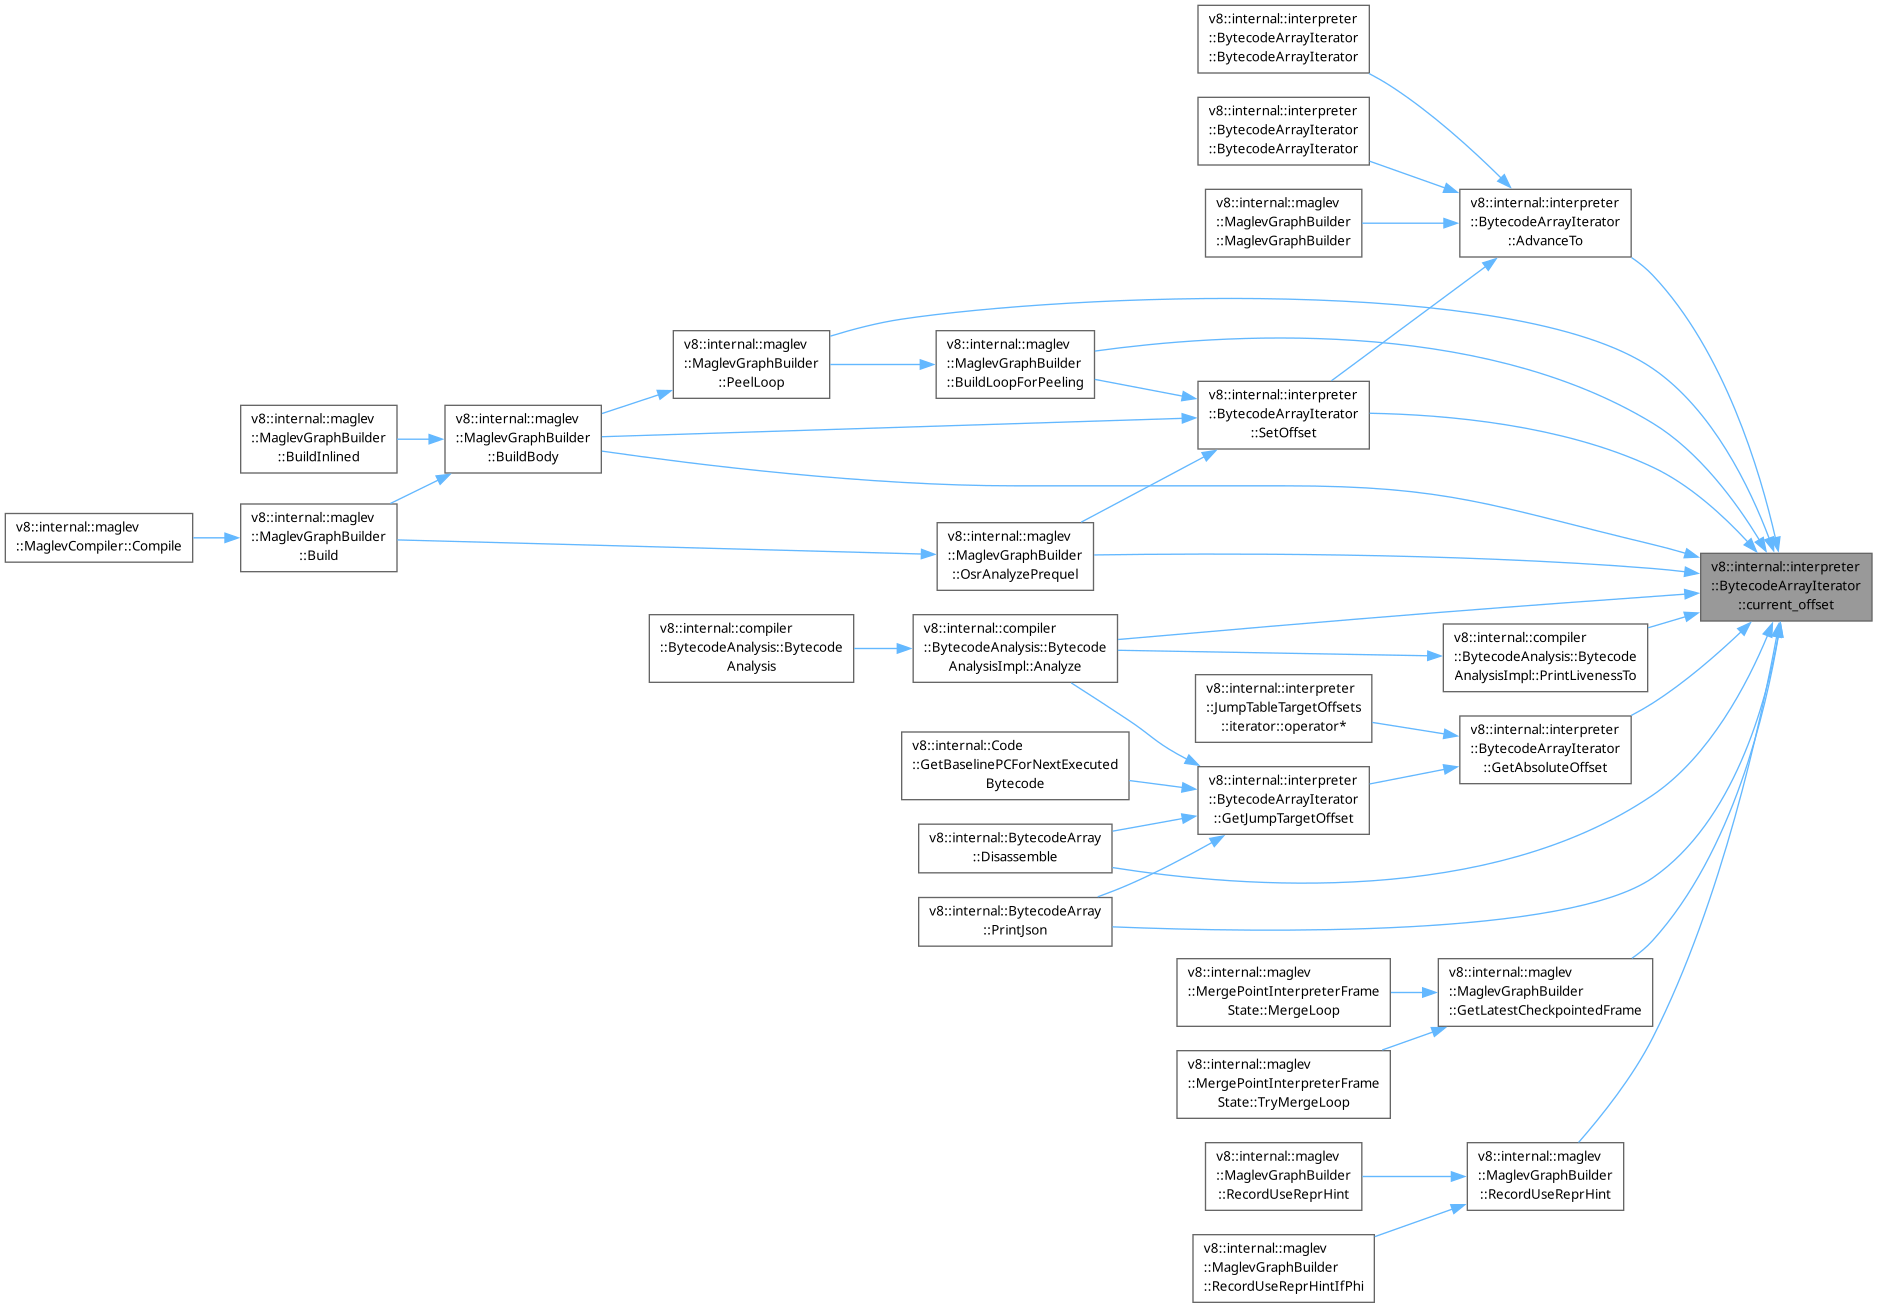 v8::internal::interpreter
::BytecodeArrayIterator
::BytecodeArrayIterator
v8::internal::interpreter
::BytecodeArrayIterator
::BytecodeArrayIterator
v8::internal::maglev
::MaglevGraphBuilder
::MaglevGraphBuilder
v8::internal::interpreter
::BytecodeArrayIterator
::AdvanceTo
v8::internal::maglev
::MaglevGraphBuilder
::PeelLoop
v8::internal::maglev
::MaglevGraphBuilder
::BuildLoopForPeeling
v8::internal::interpreter
::BytecodeArrayIterator
::SetOffset
v8::internal::maglev
::MaglevGraphBuilder
::BuildInlined
v8::internal::maglev
::MaglevGraphBuilder
::BuildBody
v8::internal::maglev
::MaglevCompiler::Compile
v8::internal::maglev
::MaglevGraphBuilder
::Build
v8::internal::maglev
::MaglevGraphBuilder
::OsrAnalyzePrequel
v8::internal::interpreter
::BytecodeArrayIterator
::current_offset
v8::internal::compiler
::BytecodeAnalysis::Bytecode
Analysis
v8::internal::compiler
::BytecodeAnalysis::Bytecode
AnalysisImpl::Analyze
v8::internal::compiler
::BytecodeAnalysis::Bytecode
AnalysisImpl::PrintLivenessTo
v8::internal::interpreter
::JumpTableTargetOffsets
::iterator::operator*
v8::internal::interpreter
::BytecodeArrayIterator
::GetAbsoluteOffset
v8::internal::Code
::GetBaselinePCForNextExecuted
Bytecode
v8::internal::interpreter
::BytecodeArrayIterator
::GetJumpTargetOffset
v8::internal::BytecodeArray
::Disassemble
v8::internal::BytecodeArray
::PrintJson
v8::internal::maglev
::MergePointInterpreterFrame
State::MergeLoop
v8::internal::maglev
::MaglevGraphBuilder
::GetLatestCheckpointedFrame
v8::internal::maglev
::MergePointInterpreterFrame
State::TryMergeLoop
v8::internal::maglev
::MaglevGraphBuilder
::RecordUseReprHint
v8::internal::maglev
::MaglevGraphBuilder
::RecordUseReprHint
v8::internal::maglev
::MaglevGraphBuilder
::RecordUseReprHintIfPhi